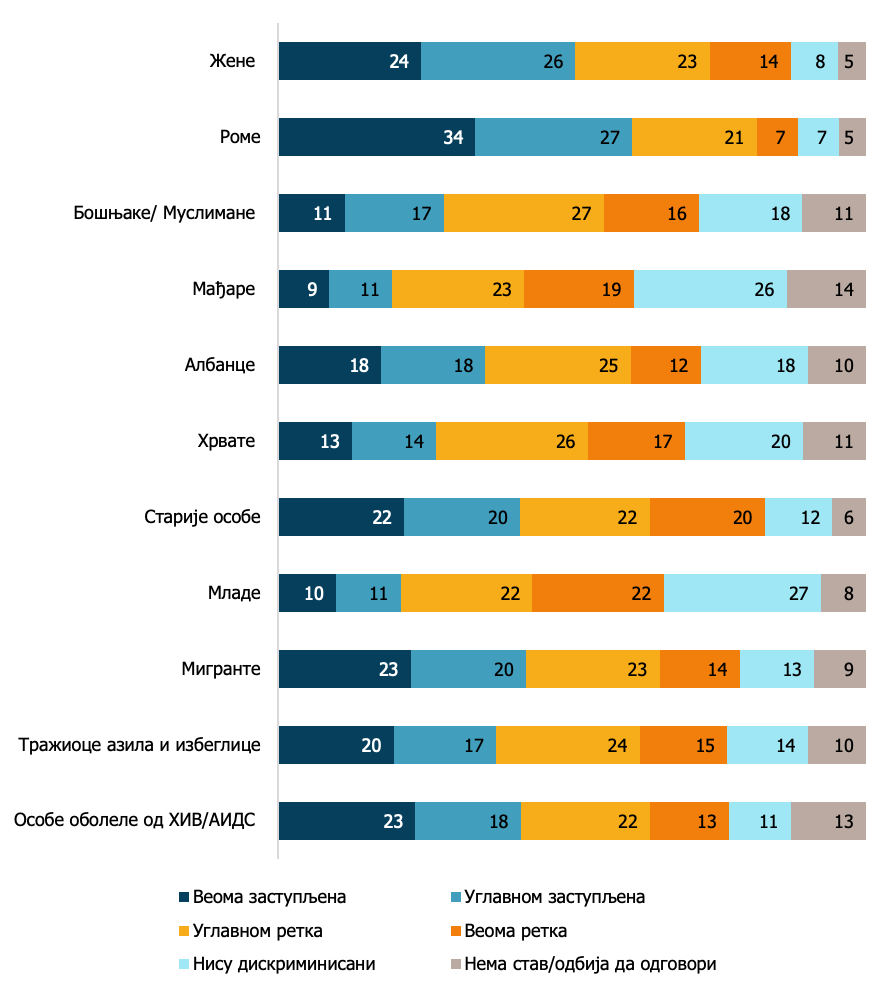 Жене 24 26 23 14 8 5
Роме 34 27 21 7 7 5
Бошњаке/ Муслимане 11 17 27 16 18 11
Мађаре 9 11 23 19 26 14
Албанце 18 18 25 12 18 10
Хрвате 13 14 26 17 20 11
Старије особе 22 20 22 20 12 6
Младе 10 11 22 22 27 8
Мигранте 23 20 23 14 13 9
Тражиоце азила и избеглице 20 17 24 15 14 10
Особе оболеле од ХИВ/АИДС 23 18 22 13 11 13
Веома заступљена Углавном заступљена
Углавном ретка Веома ретка
Нису дискриминисани Нема став/одбија да одговори